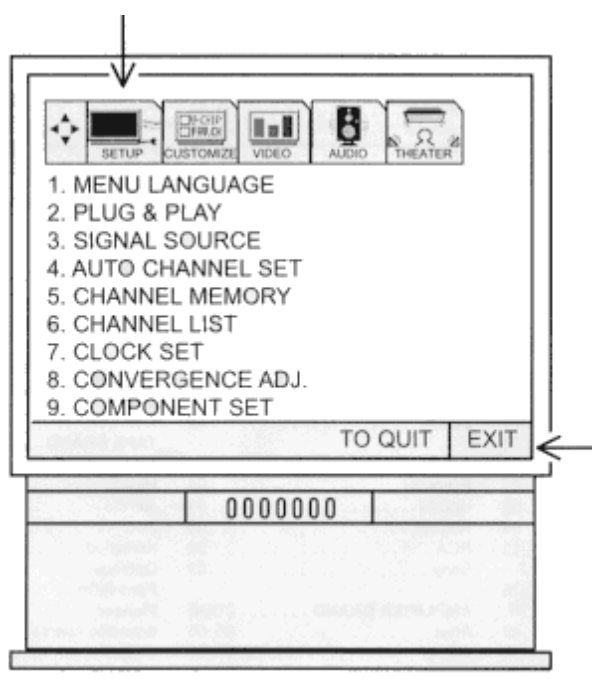 V-CHIP
SETUP CUSTOMIZE VIDEO AUDIO THEATER
1. MENU LANGUAGE
2. PLUG & PLAY
3. SIGNAL SOURCE
4. AUTO CHANNEL SET
5. CHANNEL MEMORY
6. CHANNEL LIST
7. CLOCK SET
8. CONVERGENCE ADJ.
9. COMPONENT SET
TO QUIT EXIT